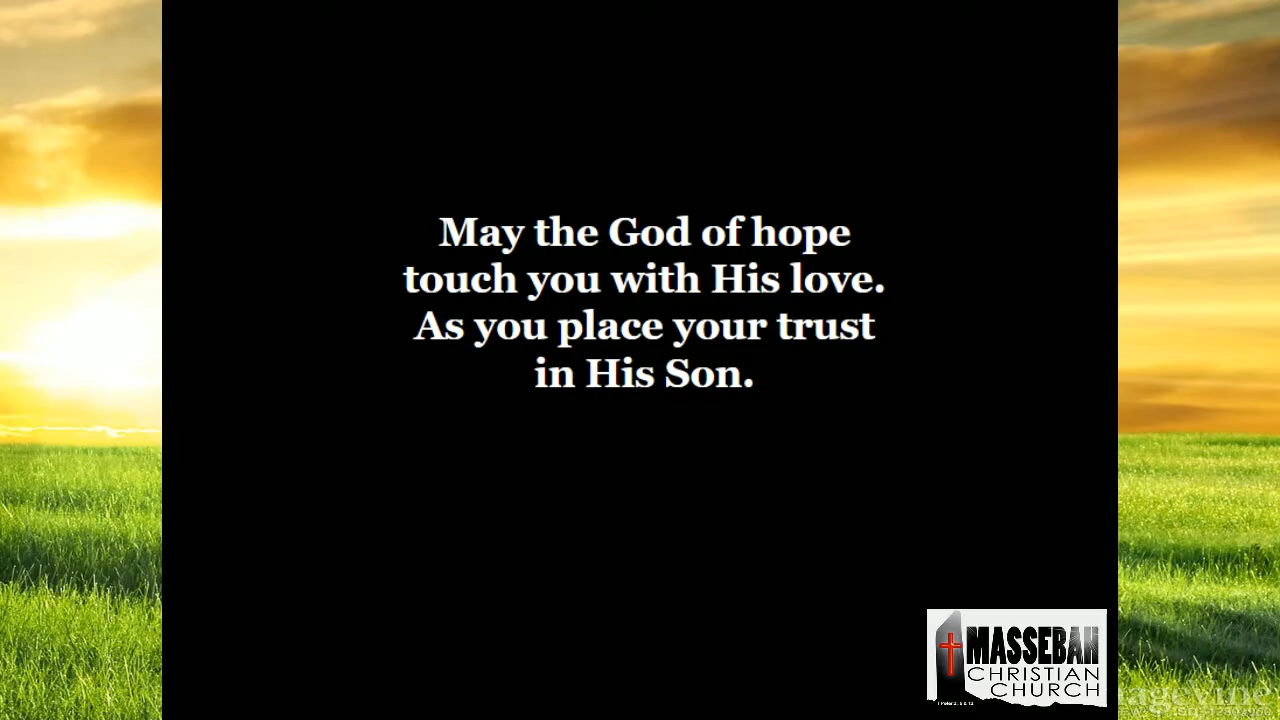 May the God of hope
touch you with His love.
As you place your trust
in His Son.
MASSEBAH
CHRISTIAN
CHURCH